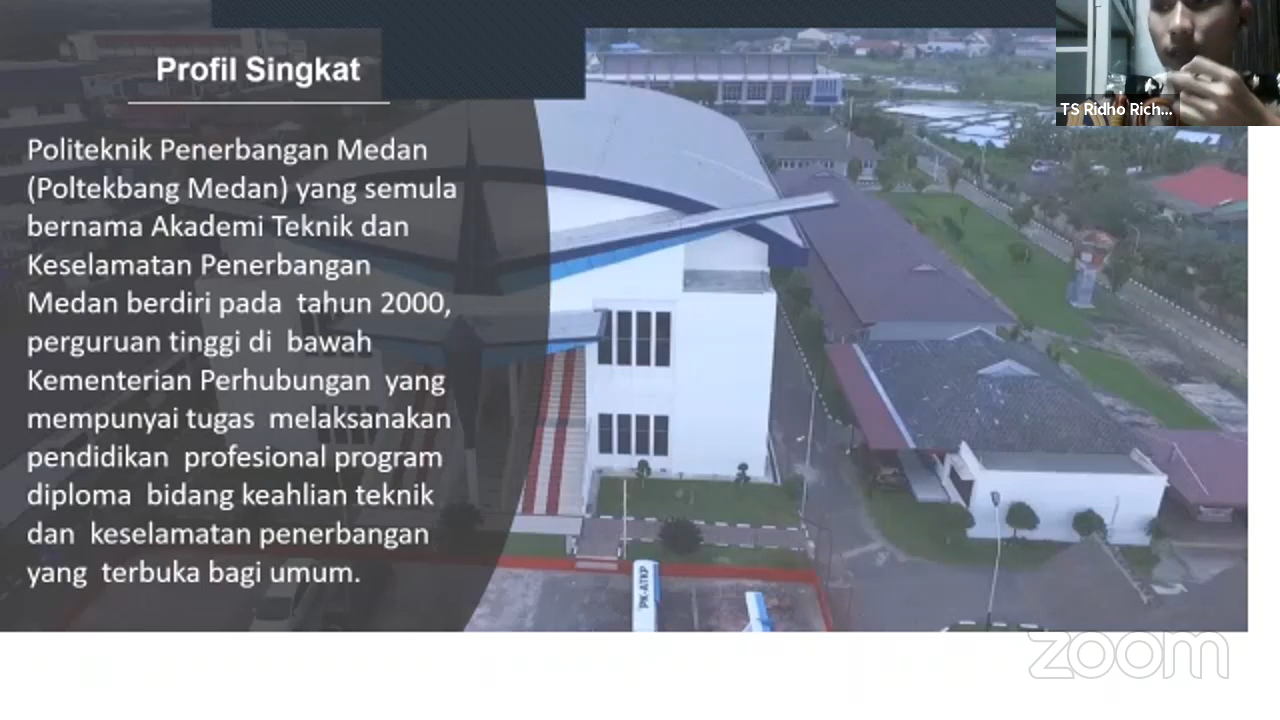 Profil Singkat
Politeknik Penerbangan Medan
(Poltekbang Medan) yang semula
bernama Akademi Teknik dan
Keselamatan Penerbangan
Medan berdiri pada tahun 2000,
perguruan tinggi di bawah
Kementerian Perhubungan yang
mempunyai tugas melaksanakan
pendidikan profesional program
diploma bidang keahlian teknik
dan keselamatan penerbangan
yang terbuka bagi umum.
TS Ridho Rich...
PK-ATKP
zoom